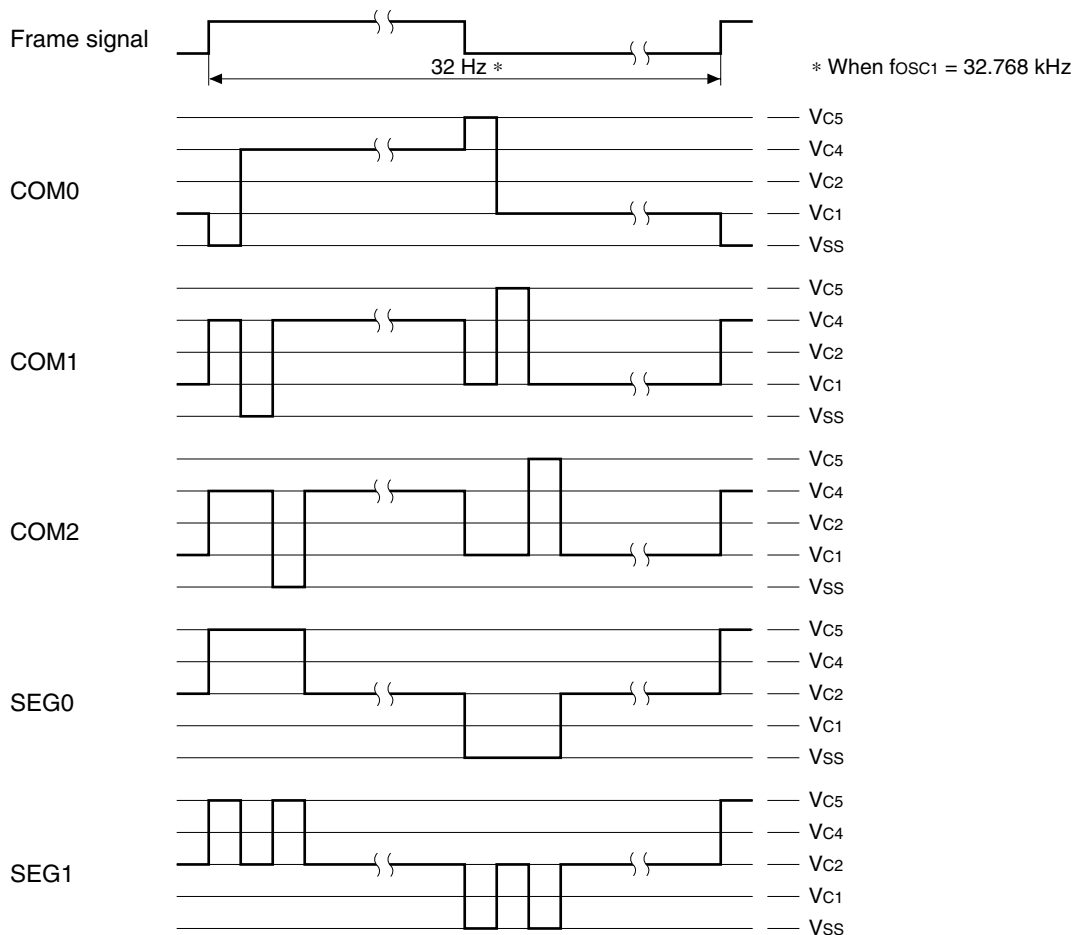 Frame signal
32 Hz *
* When fOSC1 = 32.768 kHz
COM0
VC5
VC4
VC2
VC1
VSS
COM1
VC5
VC4
VC2
VC1
VSS
COM2
VC5
VC4
VC2
VC1
VSS
SEG0
VC5
VC4
VC2
VC1
VSS
SEG1
VC5
VC4
VC2
VC1
VSS